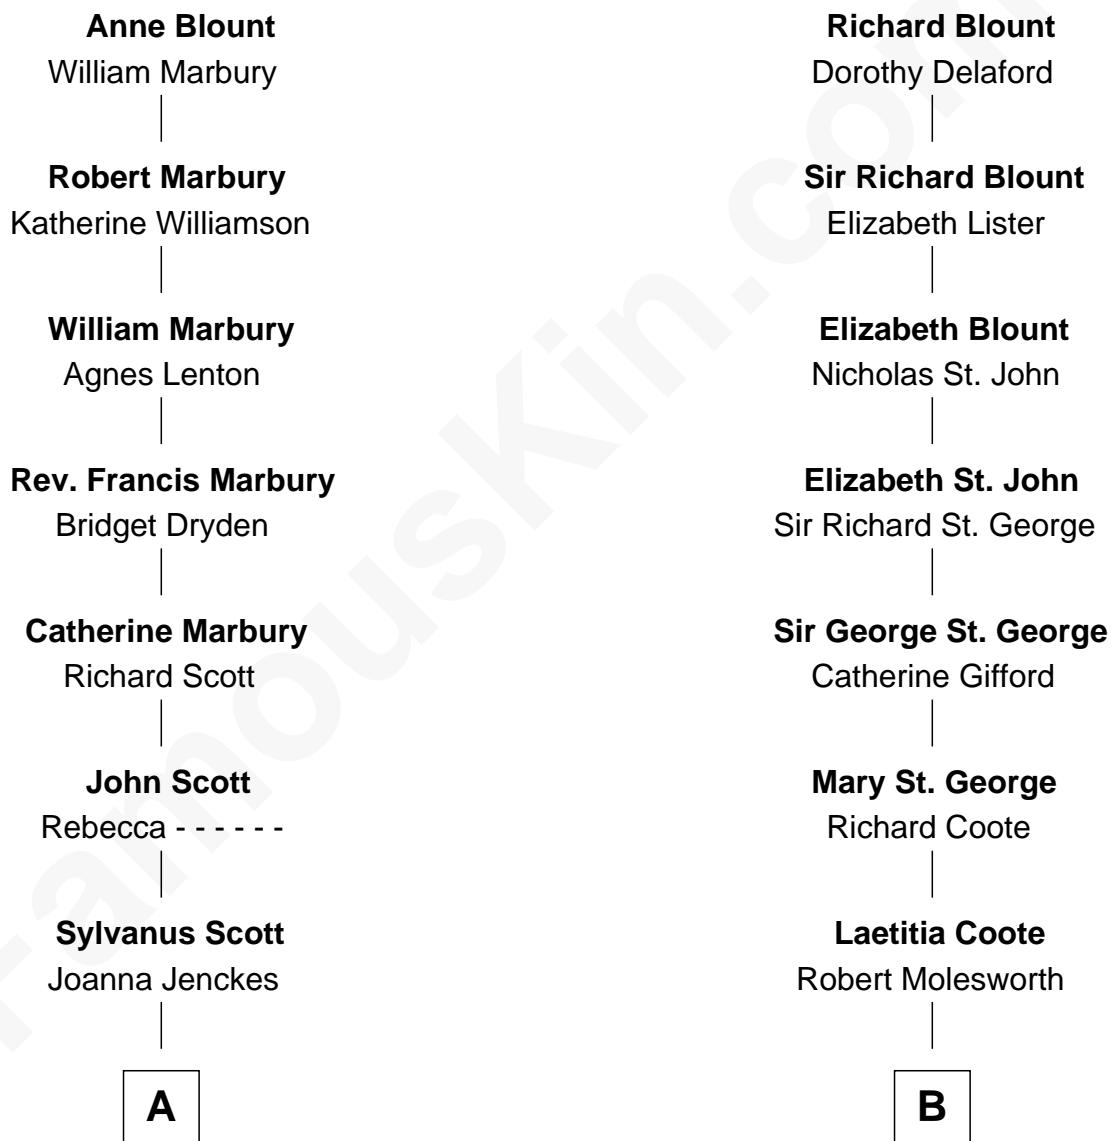 Anne Blount
William Marbury
Robert Marbury
Katherine Williamson
William Marbury
Agnes Lenton
Rev. Francis Marbury
Bridget Dryden
Catherine Marbury
Richard Scott
John Scott
Rebecca - - - - - -
Sylvanus Scott
Joanna Jenckes
A
Richard Blount
Dorothy Delaford
Sir Richard Blount
Elizabeth Lister
Elizabeth Blount
Nicholas St. John
Elizabeth St. John
Sir Richard St. George
Sir George St. George
Catherine Gifford
Mary St. George
Richard Coote
Laetitia Coote
Robert Molesworth
B
FamousKin.com